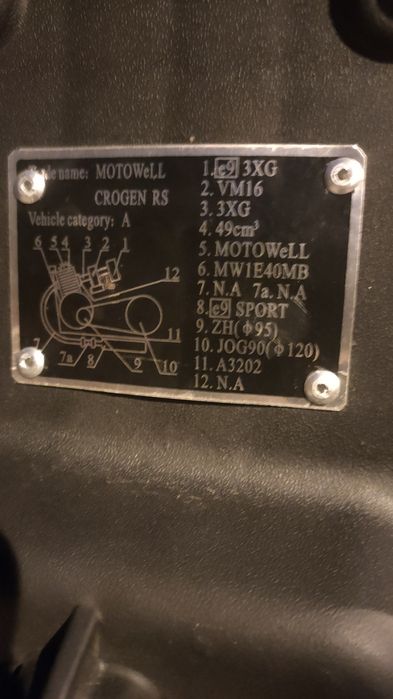 name: MOTOWeLL
CROGEN RS
Vehicle category: A
6 5 4 3 2 1
12
11
7 7a 8 9 10
1. e9 3XG
2. VM16
3. 3XG
4. 49cm³
5. MOTOWeLL
6. MW1E40MB
7. N.A 7a. N.A
8. e9 SPORT
9. ZH(Φ95)
10. JOG90(Φ120)
11. A3202
12. N.A